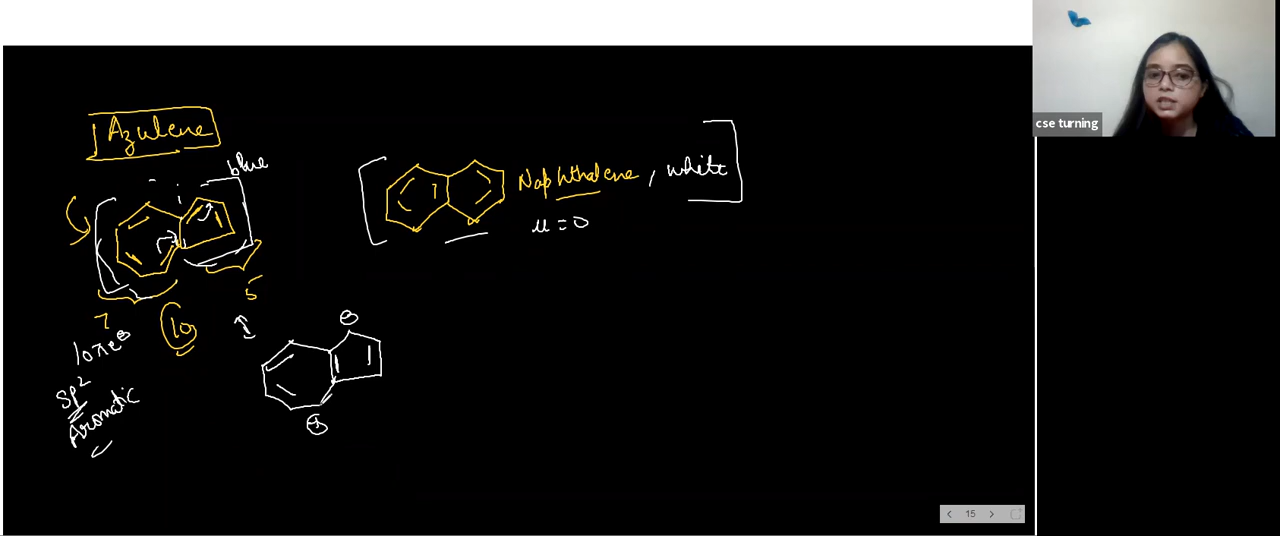 Azulene
blue
7
5
10
10πe⊖
sp²
Aromatic
⊖
⊕
Naphthalene, white
μ=0
cse turning
15